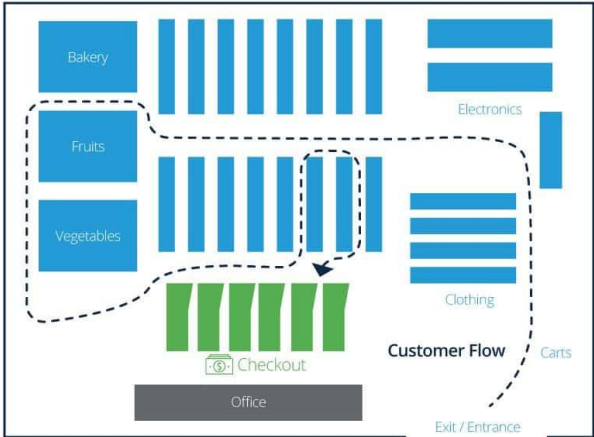 Bakery
Electronics
Fruits
Vegetables
Clothing
Customer Flow
Carts
Checkout
Office
Exit / Entrance